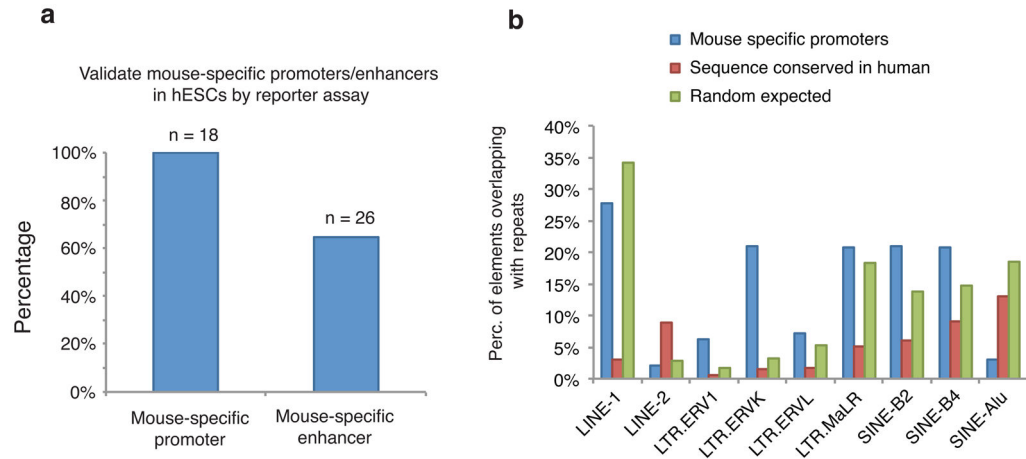 a
Validate mouse-specific promoters/enhancers
in hESCs by reporter assay
n = 18
n = 26
100%
80%
60%
40%
20%
0%
Percentage
Mouse-specific
promoter
Mouse-specific
enhancer
b
Mouse specific promoters
Sequence conserved in human
Random expected
40%
35%
30%
25%
20%
15%
10%
5%
0%
Perc. of elements overlapping
with repeats
LINE-1
LINE-2
LTR.ERV1
LTR.ERVK
LTR.ERVL
LTR.MaLR
SINE-B2
SINE-B4
SINE-Alu